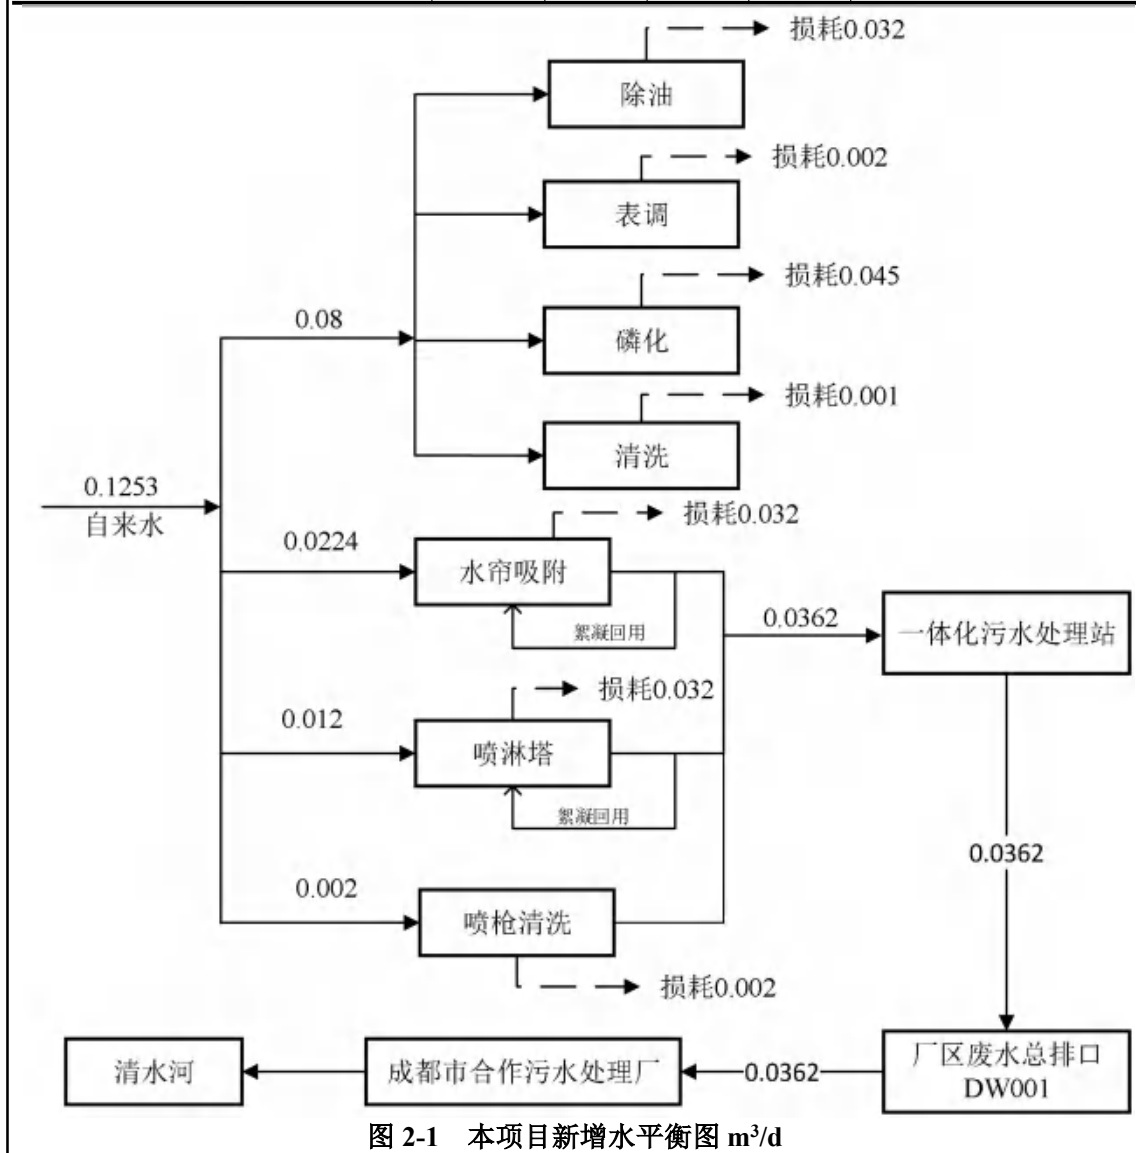 损耗0.032
除油
损耗0.002
表调
损耗0.045
0.08
磷化
损耗0.001
清洗
0.1253
自来水
损耗0.032
0.0224
水帘吸附
絮凝回用
0.0362
一体化污水处理站
损耗0.032
0.012
喷淋塔
絮凝回用
0.0362
0.002
喷枪清洗
损耗0.002
清水河
成都市合作污水处理厂
0.0362
厂区废水总排口
DW001
图 2-1 本项目新增水平衡图 m³/d